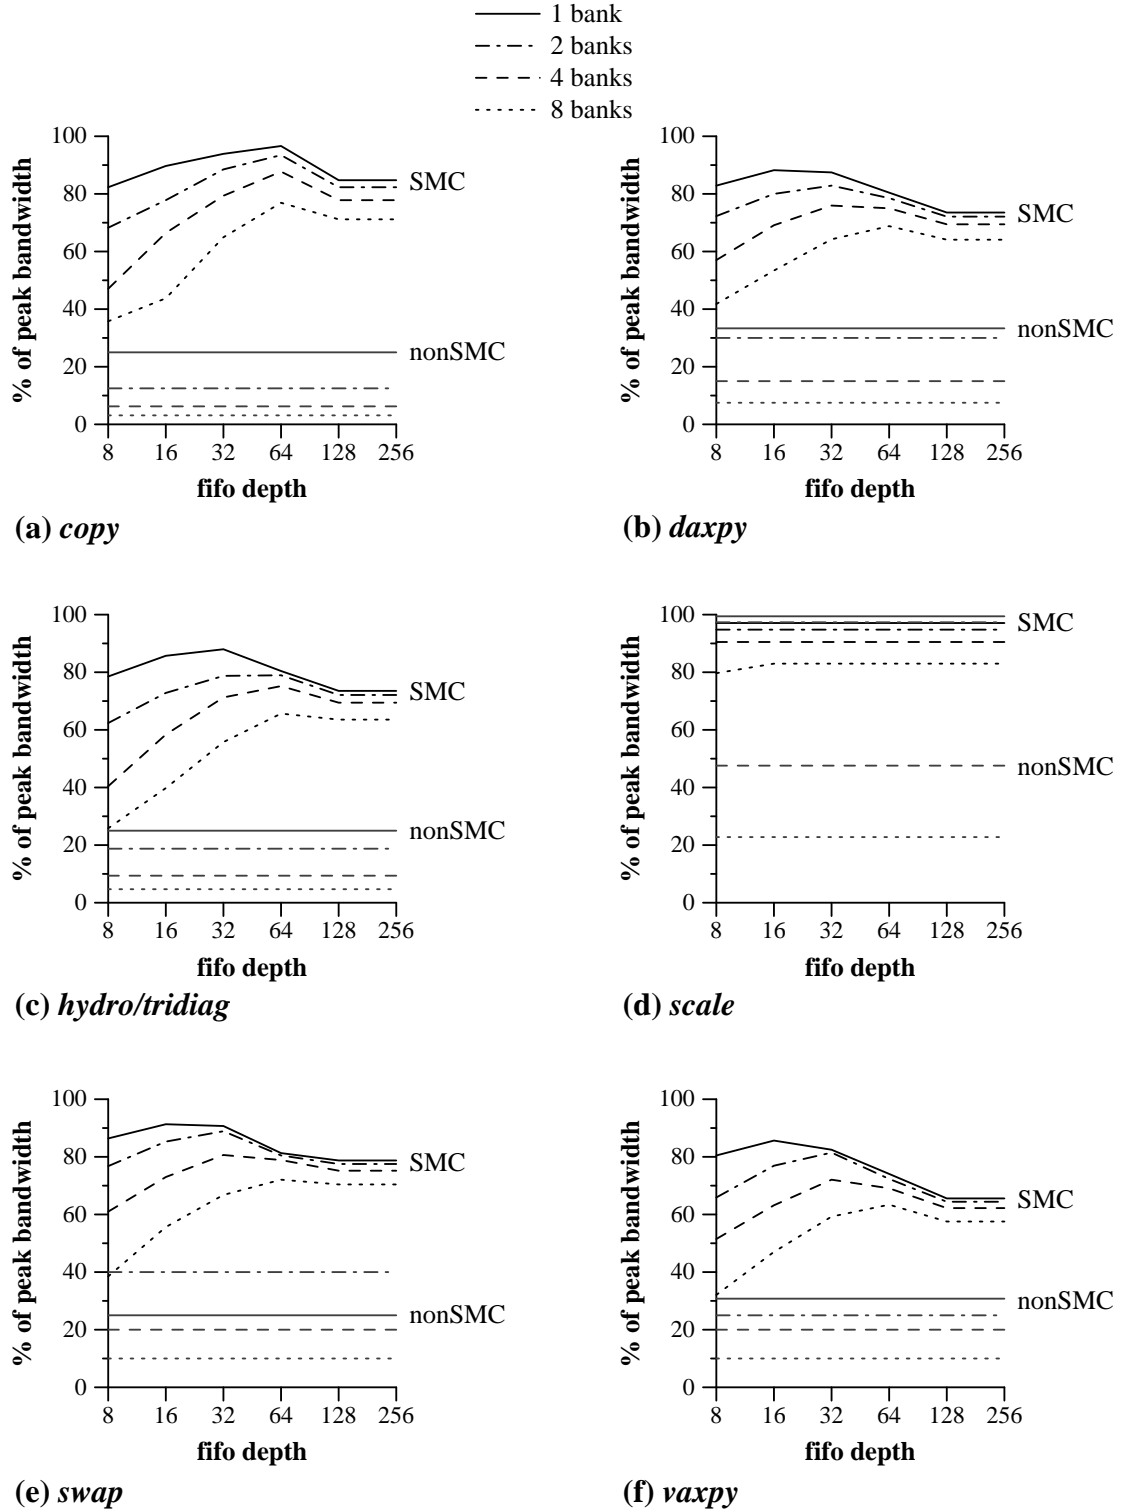 1 bank
2 banks
4 banks
8 banks
% of peak bandwidth
100
80
60
40
20
0
SMC
nonSMC
8 16 32 64 128 256
fifo depth
(a) copy
% of peak bandwidth
100
80
60
40
20
0
SMC
nonSMC
8 16 32 64 128 256
fifo depth
(b) daxpy
% of peak bandwidth
100
80
60
40
20
0
SMC
nonSMC
8 16 32 64 128 256
fifo depth
(c) hydro/tridiag
% of peak bandwidth
100
80
60
40
20
0
SMC
nonSMC
8 16 32 64 128 256
fifo depth
(d) scale
% of peak bandwidth
100
80
60
40
20
0
SMC
nonSMC
8 16 32 64 128 256
fifo depth
(e) swap
% of peak bandwidth
100
80
60
40
20
0
SMC
nonSMC
8 16 32 64 128 256
fifo depth
(f) vaxpy